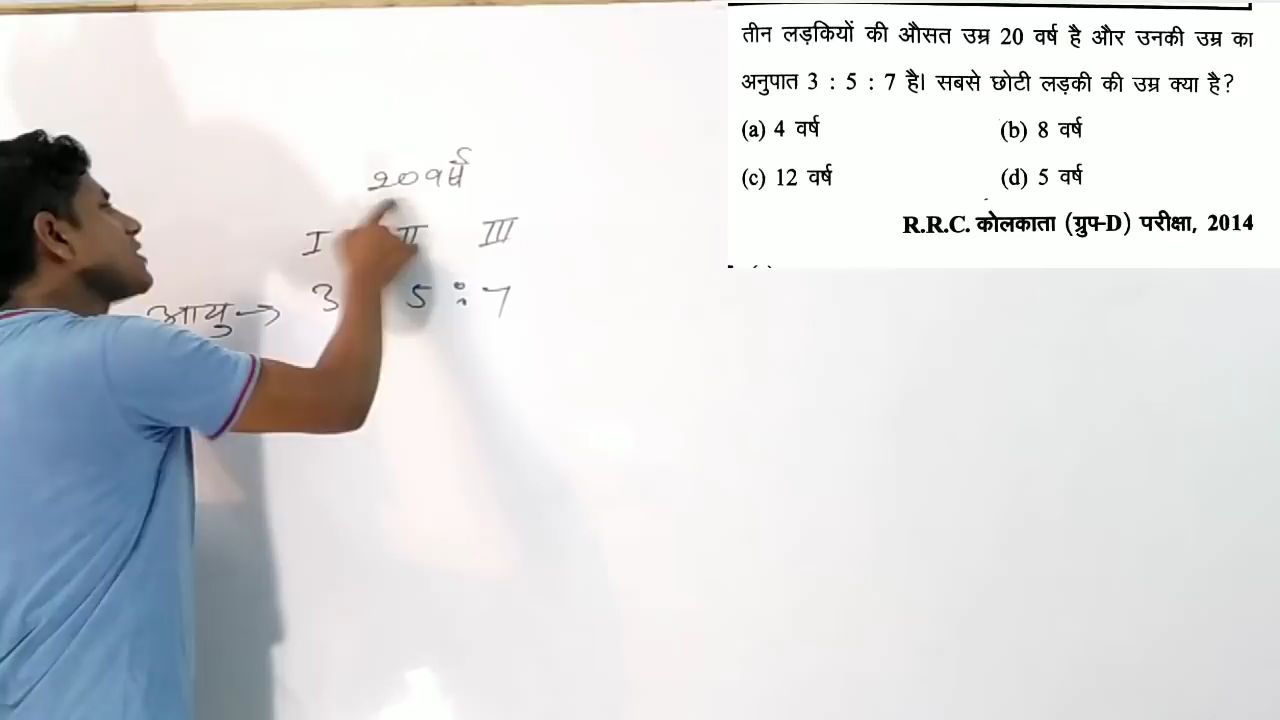 तीन लड़कियों की औसत उम्र 20 वर्ष है और उनकी उम्र का
अनुपात 3 : 5 : 7 है। सबसे छोटी लड़की की उम्र क्या है?
(a) 4 वर्ष (b) 8 वर्ष
(c) 12 वर्ष (d) 5 वर्ष
R.R.C. कोलकाता (ग्रुप-D) परीक्षा, 2014
20 वर्ष
I II III
आयु → 3 5 : 7